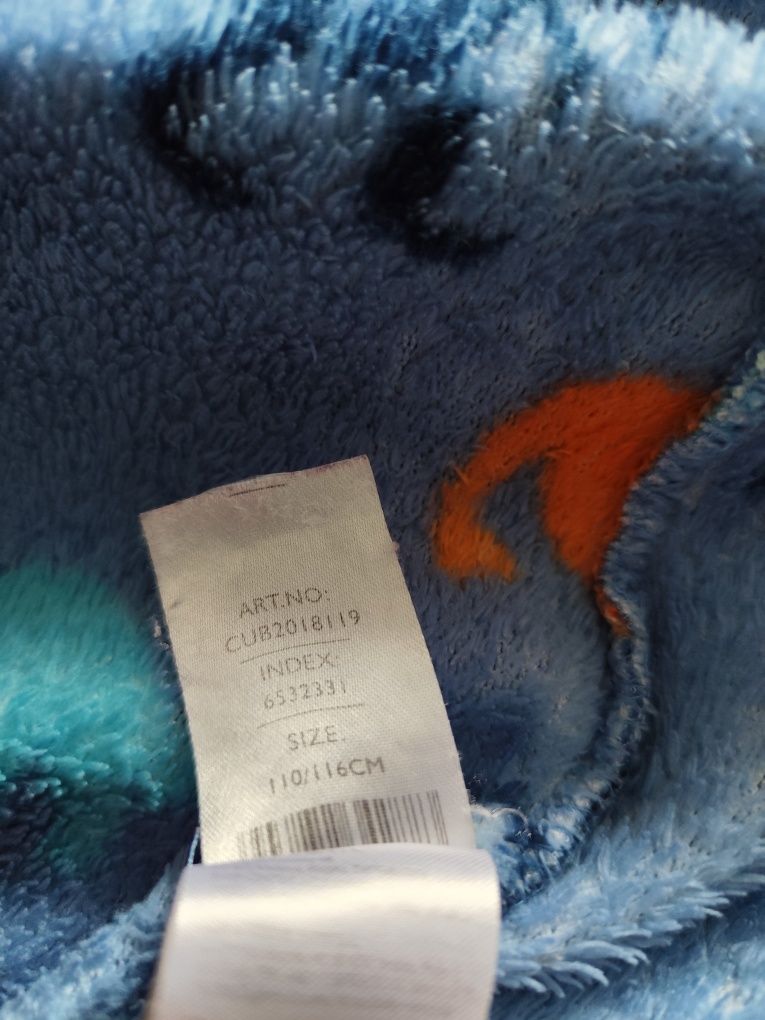 ART.NO:
CUB2018119
INDEX:
6532331
SIZE:
110/116CM